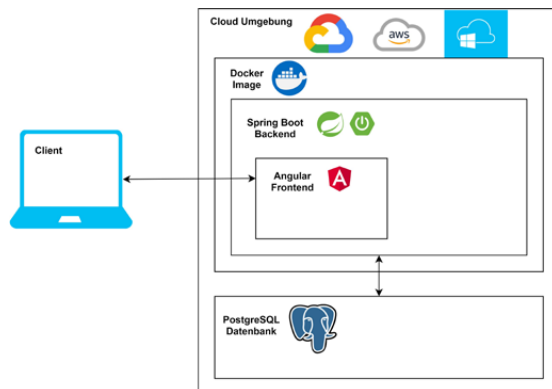 Cloud Umgebung
aws
Docker
Image
Spring Boot
Backend
Client
Angular
Frontend
A
PostgreSQL
Datenbank